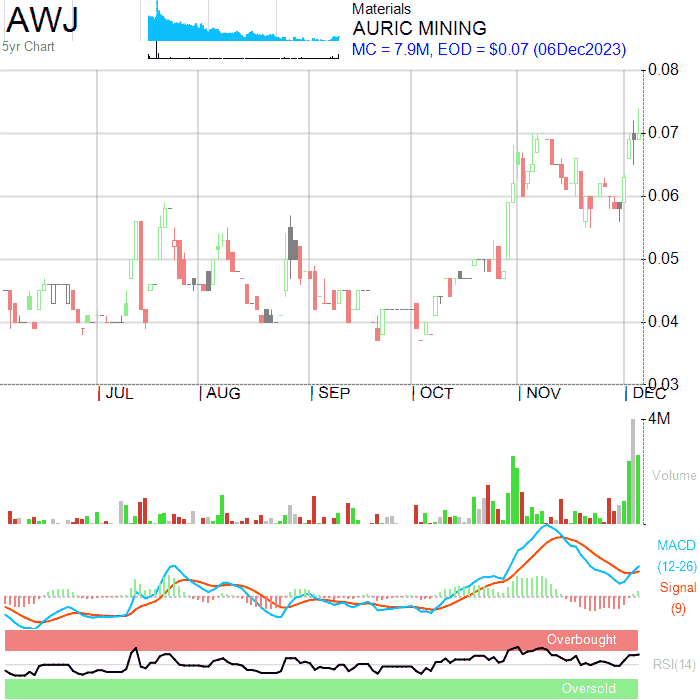 AWJ
5yr Chart
Materials
AURIC MINING
MC = 7.9M, EOD = $0.07 (06Dec2023)
0.08
0.07
0.06
0.05
0.04
0.03
JUL AUG SEP OCT NOV DEC
4M
Volume
MACD
(12-26)
Signal
(9)
Overbought
RSI(14)
Oversold